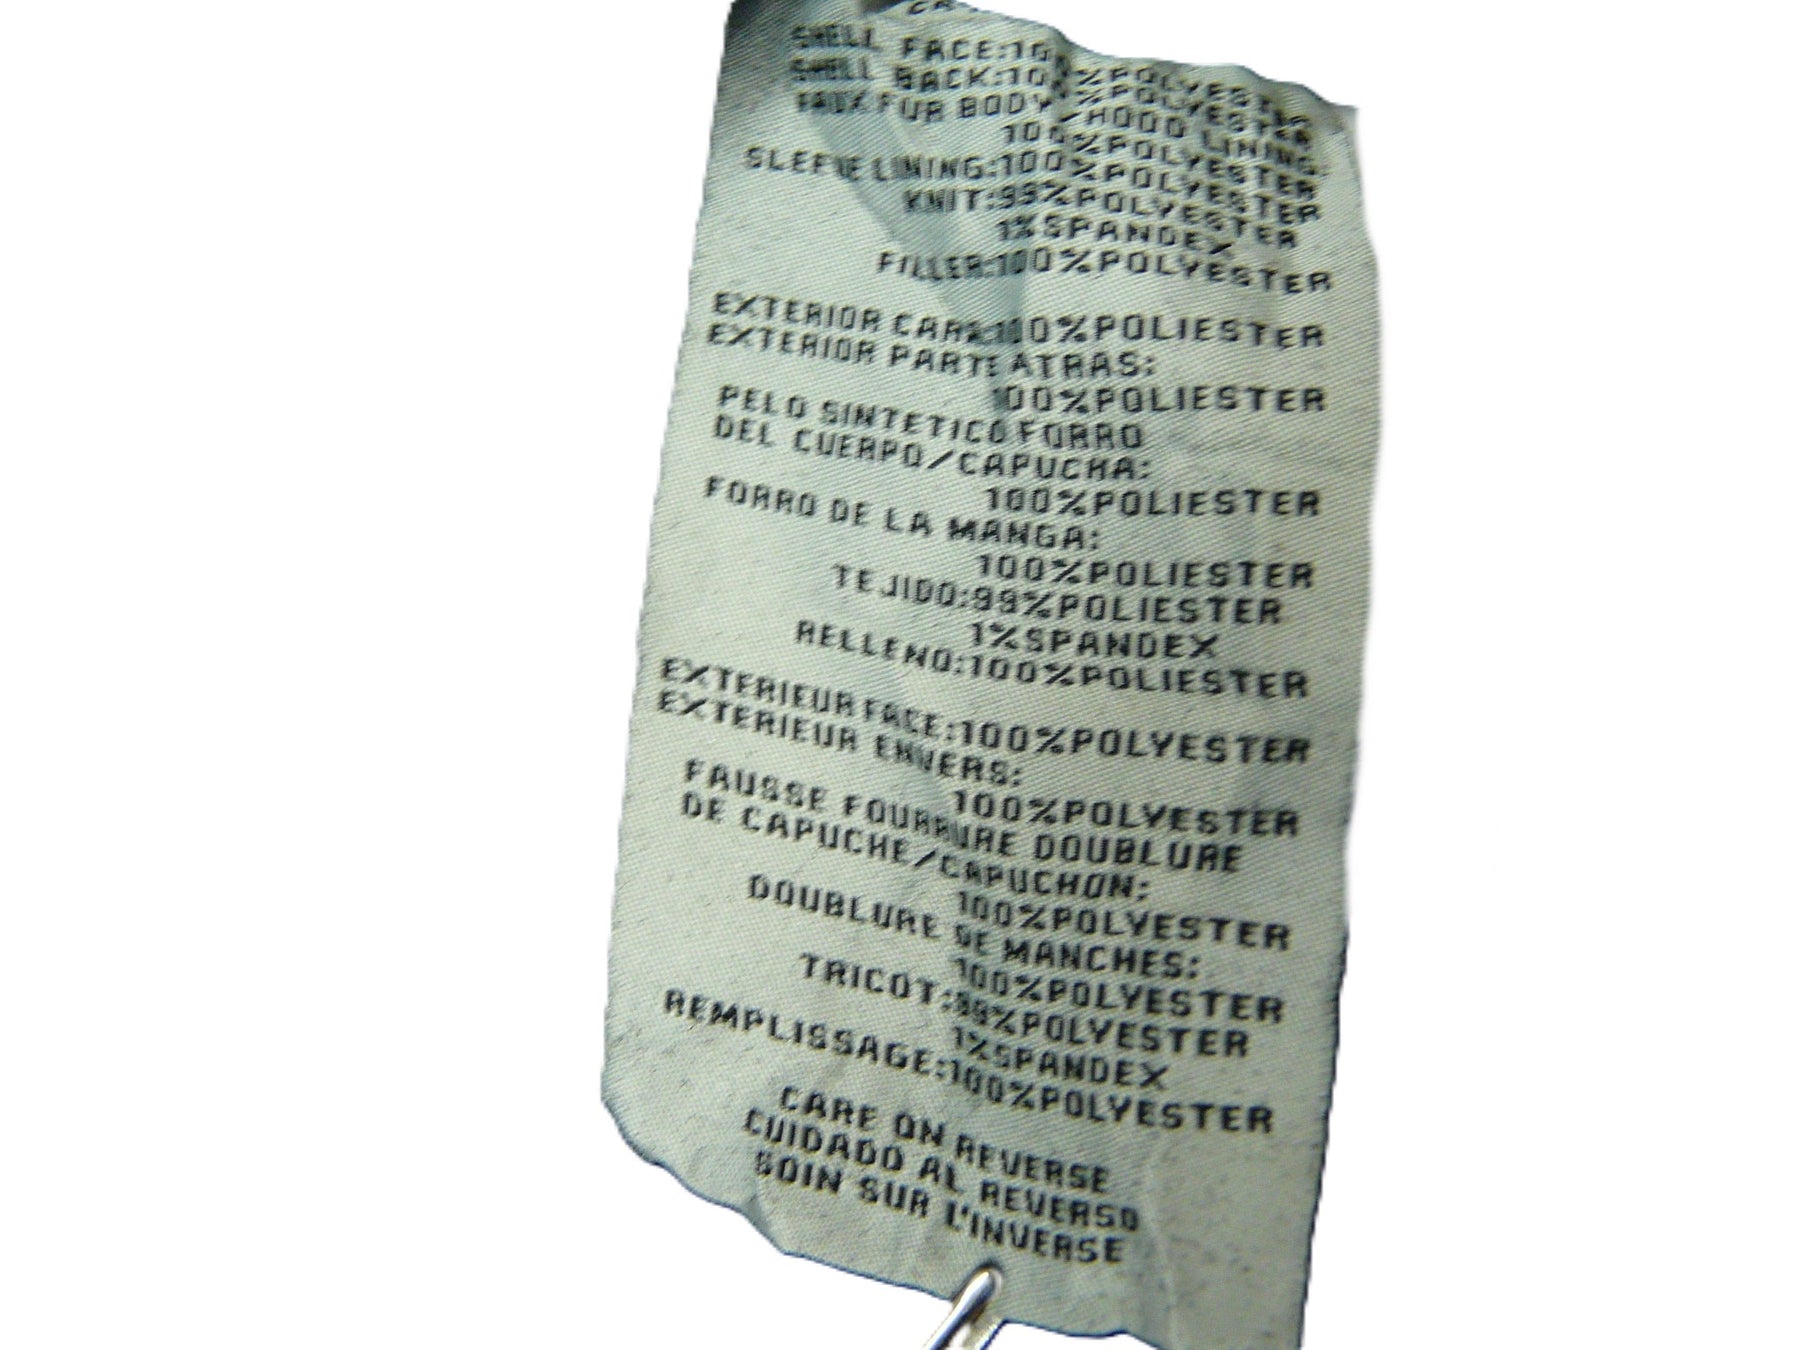 SHELL FACE:100%POLYESTER
SHELL BACK:100%POLYESTER
FAUX FUR BODY/HOOD LINING:
100%POLYESTER
SLEEVE LINING:100%POLYESTER
KNIT:99%POLYESTER
1%SPANDEX
FILLER:100%POLYESTER
EXTERIOR CARA:100%POLIESTER
EXTERIOR PARTE ATRAS:
100%POLIESTER
PELO SINTETICO FORRO
DEL CUERPO/CAPUCHA:
100%POLIESTER
FORRO DE LA MANGA:
100%POLIESTER
TEJIDO:99%POLIESTER
1%SPANDEX
RELLENO:100%POLIESTER
EXTERIEUR FACE:100%POLYESTER
EXTERIEUR ENVERS:
100%POLYESTER
FAUSSE FOURRURE DOUBLURE
DE CAPUCHE/CAPUCHON:
100%POLYESTER
DOUBLURE DE MANCHES:
100%POLYESTER
TRICOT:99%POLYESTER
1%SPANDEX
REMPLISSAGE:100%POLYESTER
CARE ON REVERSE
CUIDADO AL REVERSO
SOIN SUR L'INVERSE